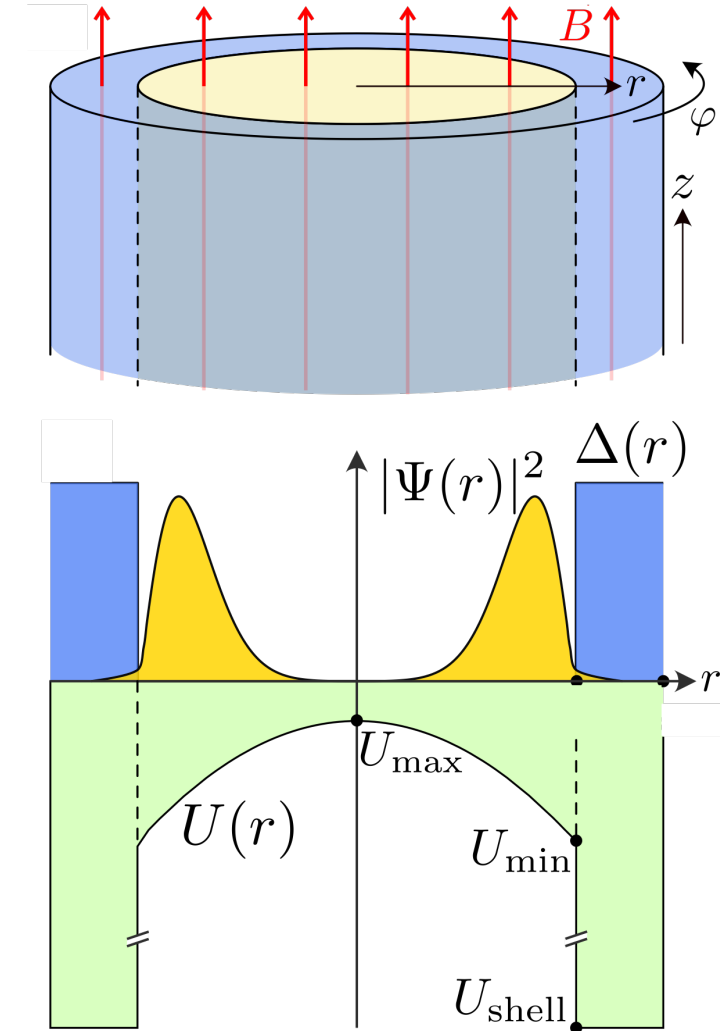 B
r
φ
z
Δ(r)
|Ψ(r)|²
r
U_max
U(r)
U_min
U_shell